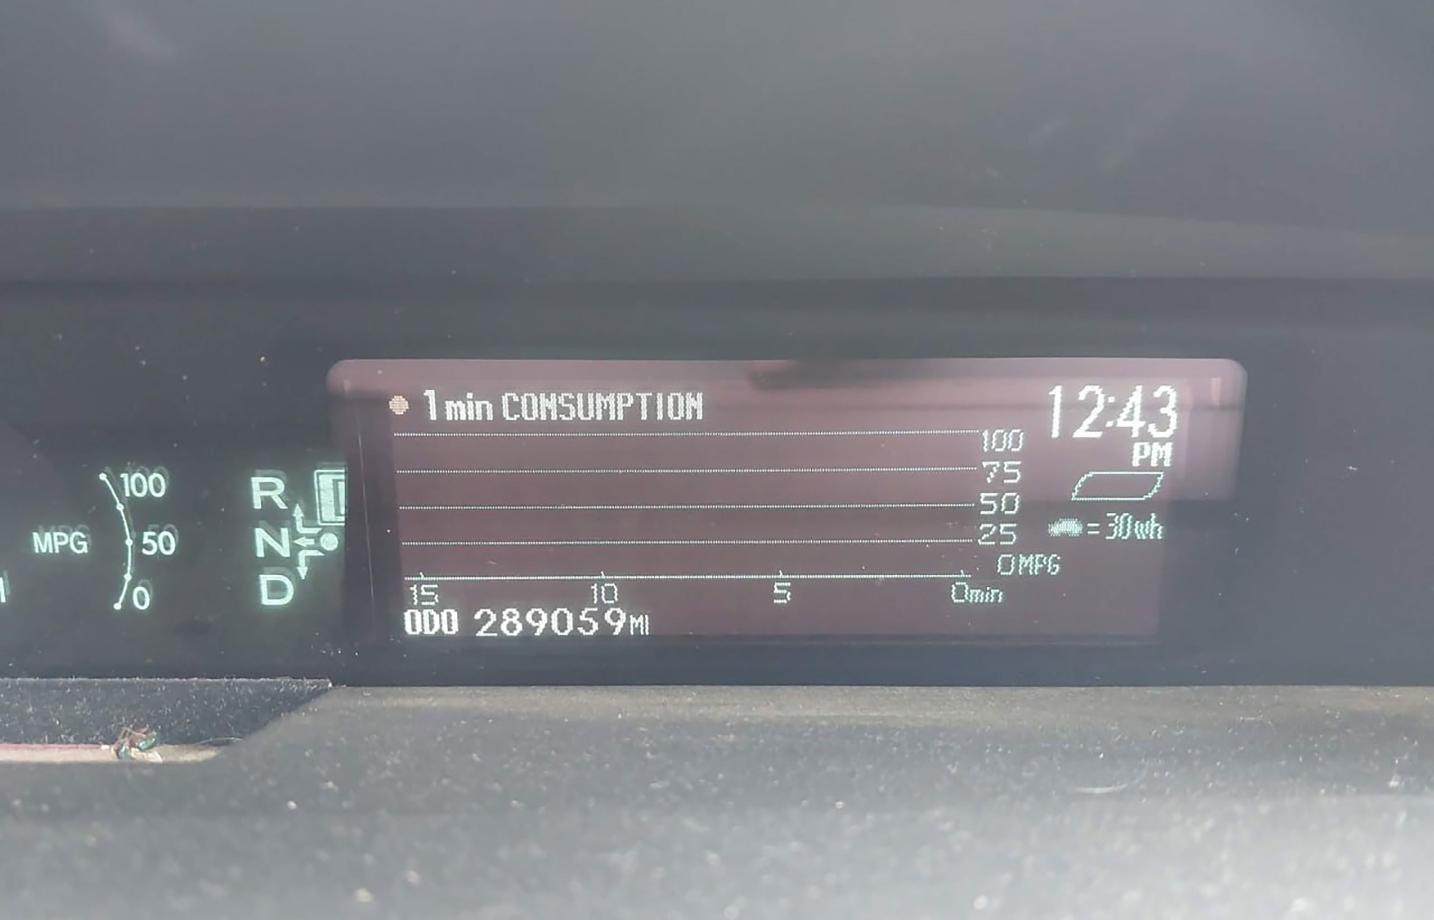 1min CONSUMPTION
12:43
PM
100
75
50
25
0MPG
=30wh
15 10 5 0min
ODO 289059MI
MPG
100
50
0
R
N
D